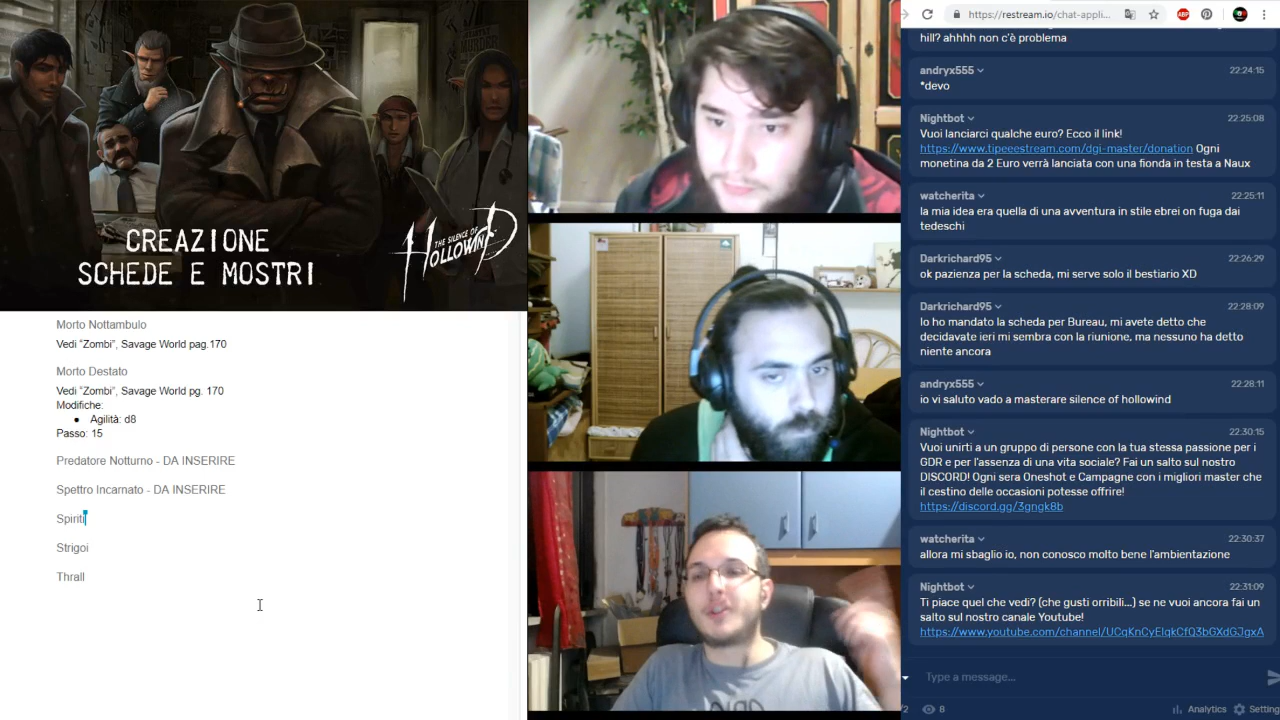 CREAZIONE
SCHEDE E MOSTRI
THE SILENCE OF
HOLLOWIND
Morto Nottambulo
Vedi "Zombi", Savage World pag.170
Morto Destato
Vedi "Zombi", Savage World pg. 170
Modifiche:
● Agilità: d8
Passo: 15
Predatore Notturno - DA INSERIRE
Spettro Incarnato - DA INSERIRE
Spiriti
Strigoi
Thrall
https://restream.io/chat-appli...
ABP
hill? ahhhh non c'è problema
andryx555 22:24:15
*devo
Nightbot 22:25:08
Vuoi lanciarci qualche euro? Ecco il link!
https://www.tipeeestream.com/dgi-master/donation Ogni
monetina da 2 Euro verrà lanciata con una fionda in testa a Naux
watcherita 22:25:11
la mia idea era quella di una avventura in stile ebrei on fuga dai
tedeschi
Darkrichard95 22:26:29
ok pazienza per la scheda, mi serve solo il bestiario XD
Darkrichard95 22:28:09
Io ho mandato la scheda per Bureau, mi avete detto che
decidavate ieri mi sembra con la riunione, ma nessuno ha detto
niente ancora
andryx555 22:28:11
io vi saluto vado a masterare silence of hollowind
Nightbot 22:30:15
Vuoi unirti a un gruppo di persone con la tua stessa passione per i
GDR e per l'assenza di una vita sociale? Fai un salto sul nostro
DISCORD! Ogni sera Oneshot e Campagne con i migliori master che
il cestino delle occasioni potesse offrire!
https://discord.gg/3gngk8b
watcherita 22:30:37
allora mi sbaglio io, non conosco molto bene l'ambientazione
Nightbot 22:31:09
Ti piace quel che vedi? (che gusti orribili...) se ne vuoi ancora fai un
salto sul nostro canale Youtube!
https://www.youtube.com/channel/UCqKnCyElqkCfQ3bGXdGJgxA
Type a message...
/2 8 Analytics Setting